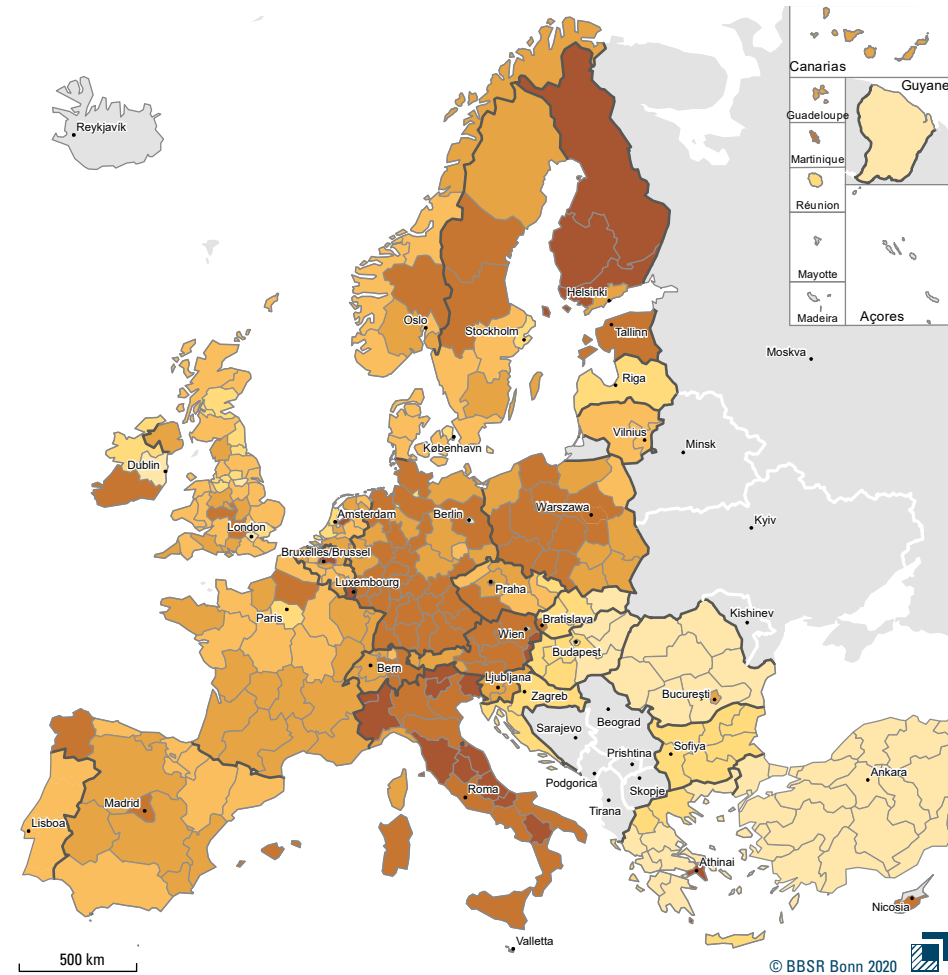 Canarias
Guyane
Guadeloupe
Martinique
Réunion
Mayotte
Madeira
Açores
Reykjavík
Helsinki
Oslo
Stockholm
Tallinn
Moskva
Riga
Vilnius
Minsk
København
Dublin
London
Amsterdam
Berlin
Warszawa
Kyiv
Bruxelles/Brussel
Luxembourg
Praha
Paris
Kishinev
Bratislava
Wien
Budapest
Bern
Ljubljana
Zagreb
Bucureşti
Beograd
Sarajevo
Sofiya
Prishtina
Podgorica
Skopje
Ankara
Tirana
Roma
Madrid
Lisboa
Athinai
Nicosia
Valletta
500 km
© BBSR Bonn 2020